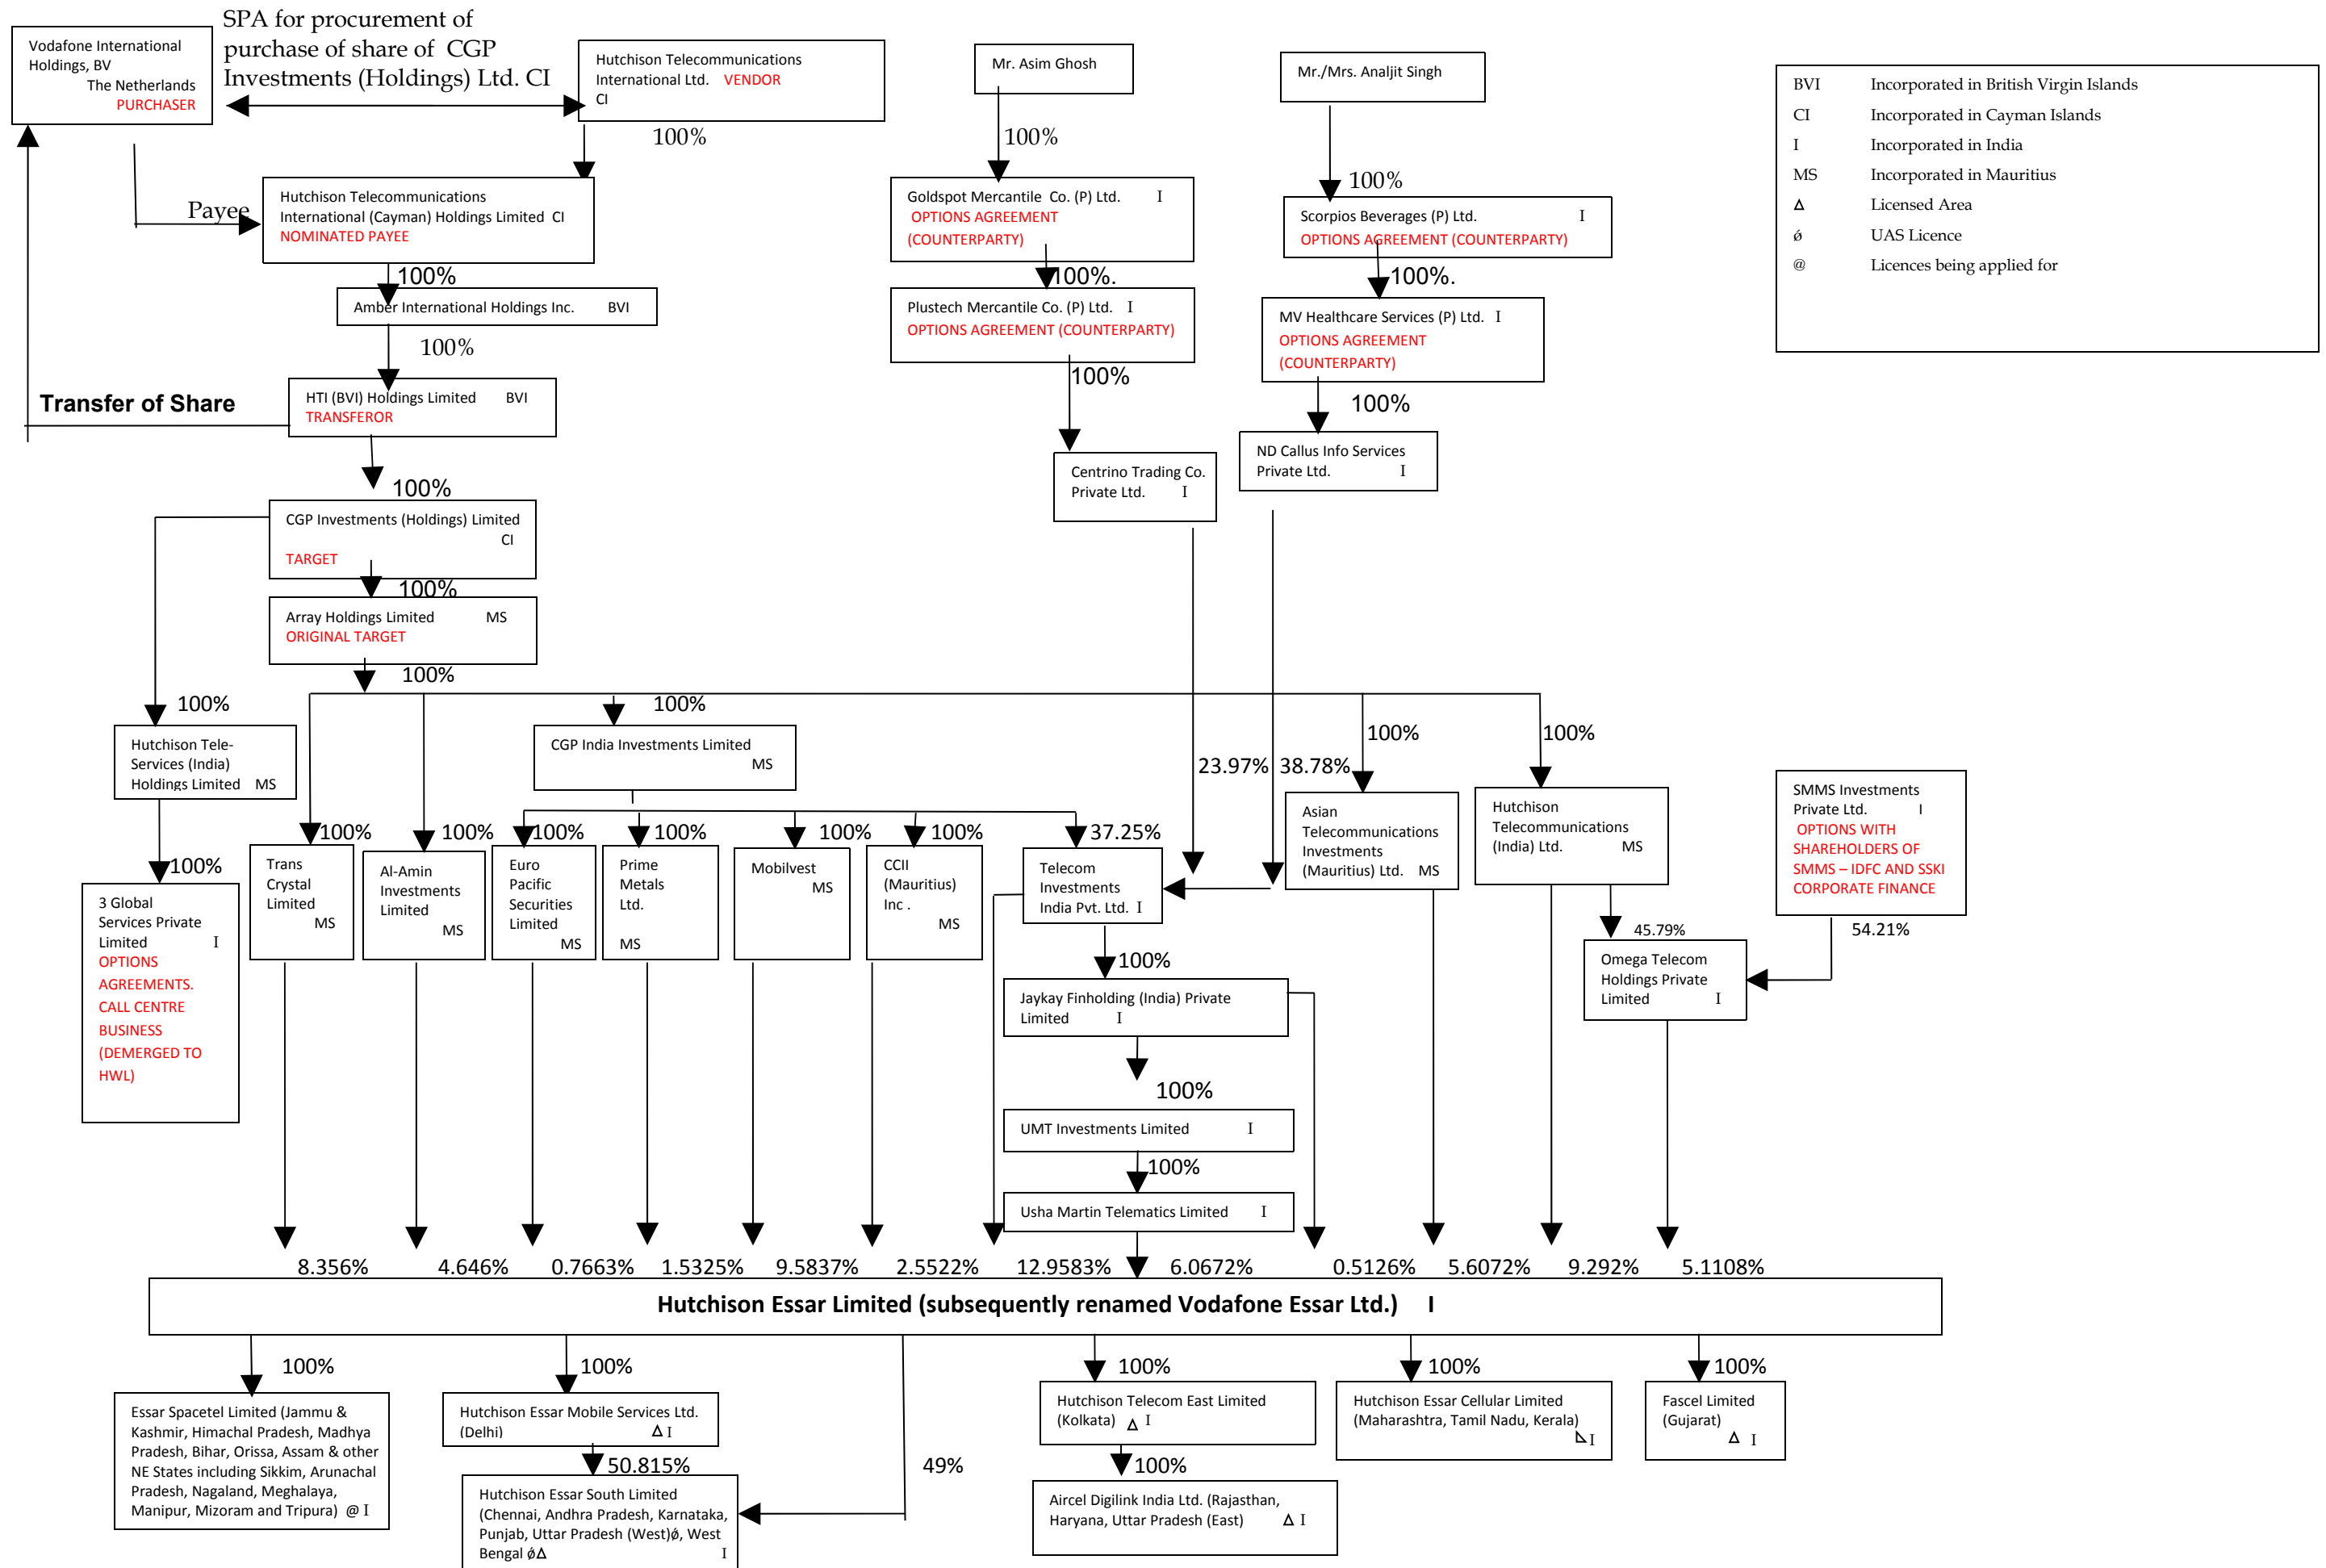 SPA for procurement of
purchase of share of CGP
Investments (Holdings) Ltd. CI
Vodafone International
Holdings, BV
The Netherlands
PURCHASER
Hutchison Telecommunications
International Ltd. VENDOR
CI
Mr. Asim Ghosh
Mr./Mrs. Analjit Singh
BVI Incorporated in British Virgin Islands
CI Incorporated in Cayman Islands
I Incorporated in India
MS Incorporated in Mauritius
Δ Licensed Area
ǿ UAS Licence
@ Licences being applied for
100%
100%
100%
Payee
Hutchison Telecommunications
International (Cayman) Holdings Limited CI
NOMINATED PAYEE
Goldspot Mercantile Co. (P) Ltd. I
OPTIONS AGREEMENT
(COUNTERPARTY)
Scorpios Beverages (P) Ltd. I
OPTIONS AGREEMENT (COUNTERPARTY)
100%
100%.
100%.
Amber International Holdings Inc. BVI
Plustech Mercantile Co. (P) Ltd. I
OPTIONS AGREEMENT (COUNTERPARTY)
MV Healthcare Services (P) Ltd. I
OPTIONS AGREEMENT
(COUNTERPARTY)
100%
100%
100%
Transfer of Share
HTI (BVI) Holdings Limited BVI
TRANSFEROR
Centrino Trading Co.
Private Ltd. I
ND Callus Info Services
Private Ltd. I
100%
CGP Investments (Holdings) Limited
CI
TARGET
100%
Array Holdings Limited MS
ORIGINAL TARGET
100%
100%
100%
100%
100%
23.97%
38.78%
Hutchison Tele-
Services (India)
Holdings Limited MS
CGP India Investments Limited
MS
Asian
Telecommunications
Investments
(Mauritius) Ltd. MS
Hutchison
Telecommunications
(India) Ltd. MS
SMMS Investments
Private Ltd. I
OPTIONS WITH
SHAREHOLDERS OF
SMMS – IDFC AND SSKI
CORPORATE FINANCE
100%
100%
100%
100%
100%
100%
100%
37.25%
3 Global
Services Private
Limited I
OPTIONS
AGREEMENTS.
CALL CENTRE
BUSINESS
(DEMERGED TO
HWL)
Trans
Crystal
Limited
MS
Al-Amin
Investments
Limited
MS
Euro
Pacific
Securities
Limited
MS
Prime
Metals
Ltd.
MS
Mobilvest
MS
CCII
(Mauritius)
Inc .
MS
Telecom
Investments
India Pvt. Ltd. I
45.79%
54.21%
100%
Omega Telecom
Holdings Private
Limited I
Jaykay Finholding (India) Private
Limited I
100%
UMT Investments Limited I
100%
Usha Martin Telematics Limited I
8.356% 4.646% 0.7663% 1.5325% 9.5837% 2.5522% 12.9583% 6.0672% 0.5126% 5.6072% 9.292% 5.1108%
Hutchison Essar Limited (subsequently renamed Vodafone Essar Ltd.) I
100%
100%
100%
100%
100%
Essar Spacetel Limited (Jammu &
Kashmir, Himachal Pradesh, Madhya
Pradesh, Bihar, Orissa, Assam & other
NE States including Sikkim, Arunachal
Pradesh, Nagaland, Meghalaya,
Manipur, Mizoram and Tripura) @ I
Hutchison Essar Mobile Services Ltd.
(Delhi) Δ I
Hutchison Telecom East Limited
(Kolkata) Δ I
Hutchison Essar Cellular Limited
(Maharashtra, Tamil Nadu, Kerala)
Δ I
Fascel Limited
(Gujarat)
Δ I
50.815%
49%
100%
Hutchison Essar South Limited
(Chennai, Andhra Pradesh, Karnataka,
Punjab, Uttar Pradesh (West)ǿ, West
Bengal ǿΔ I
Aircel Digilink India Ltd. (Rajasthan,
Haryana, Uttar Pradesh (East) Δ I